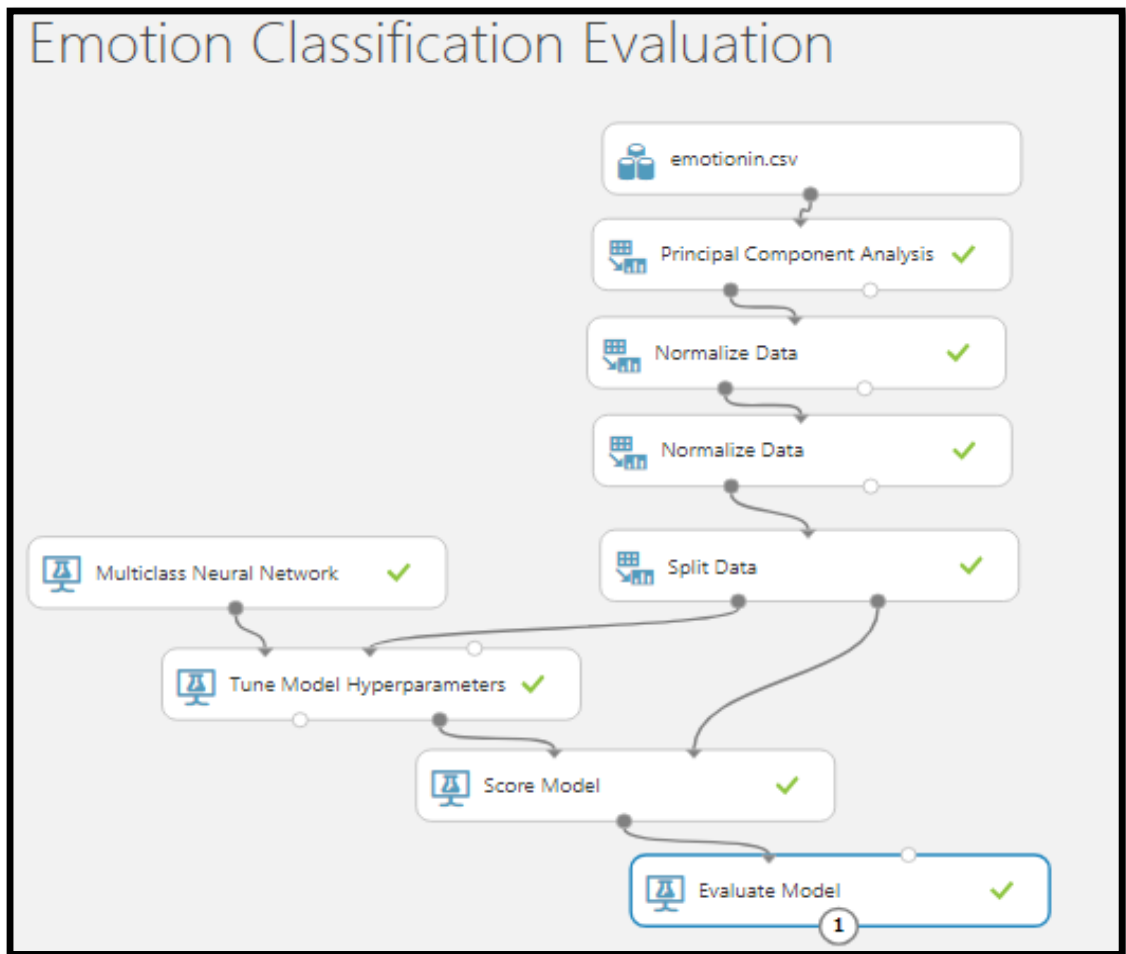 Emotion Classification Evaluation
emotionin.csv
Principal Component Analysis
Normalize Data
Normalize Data
Split Data
Multiclass Neural Network
Tune Model Hyperparameters
Score Model
Evaluate Model
1